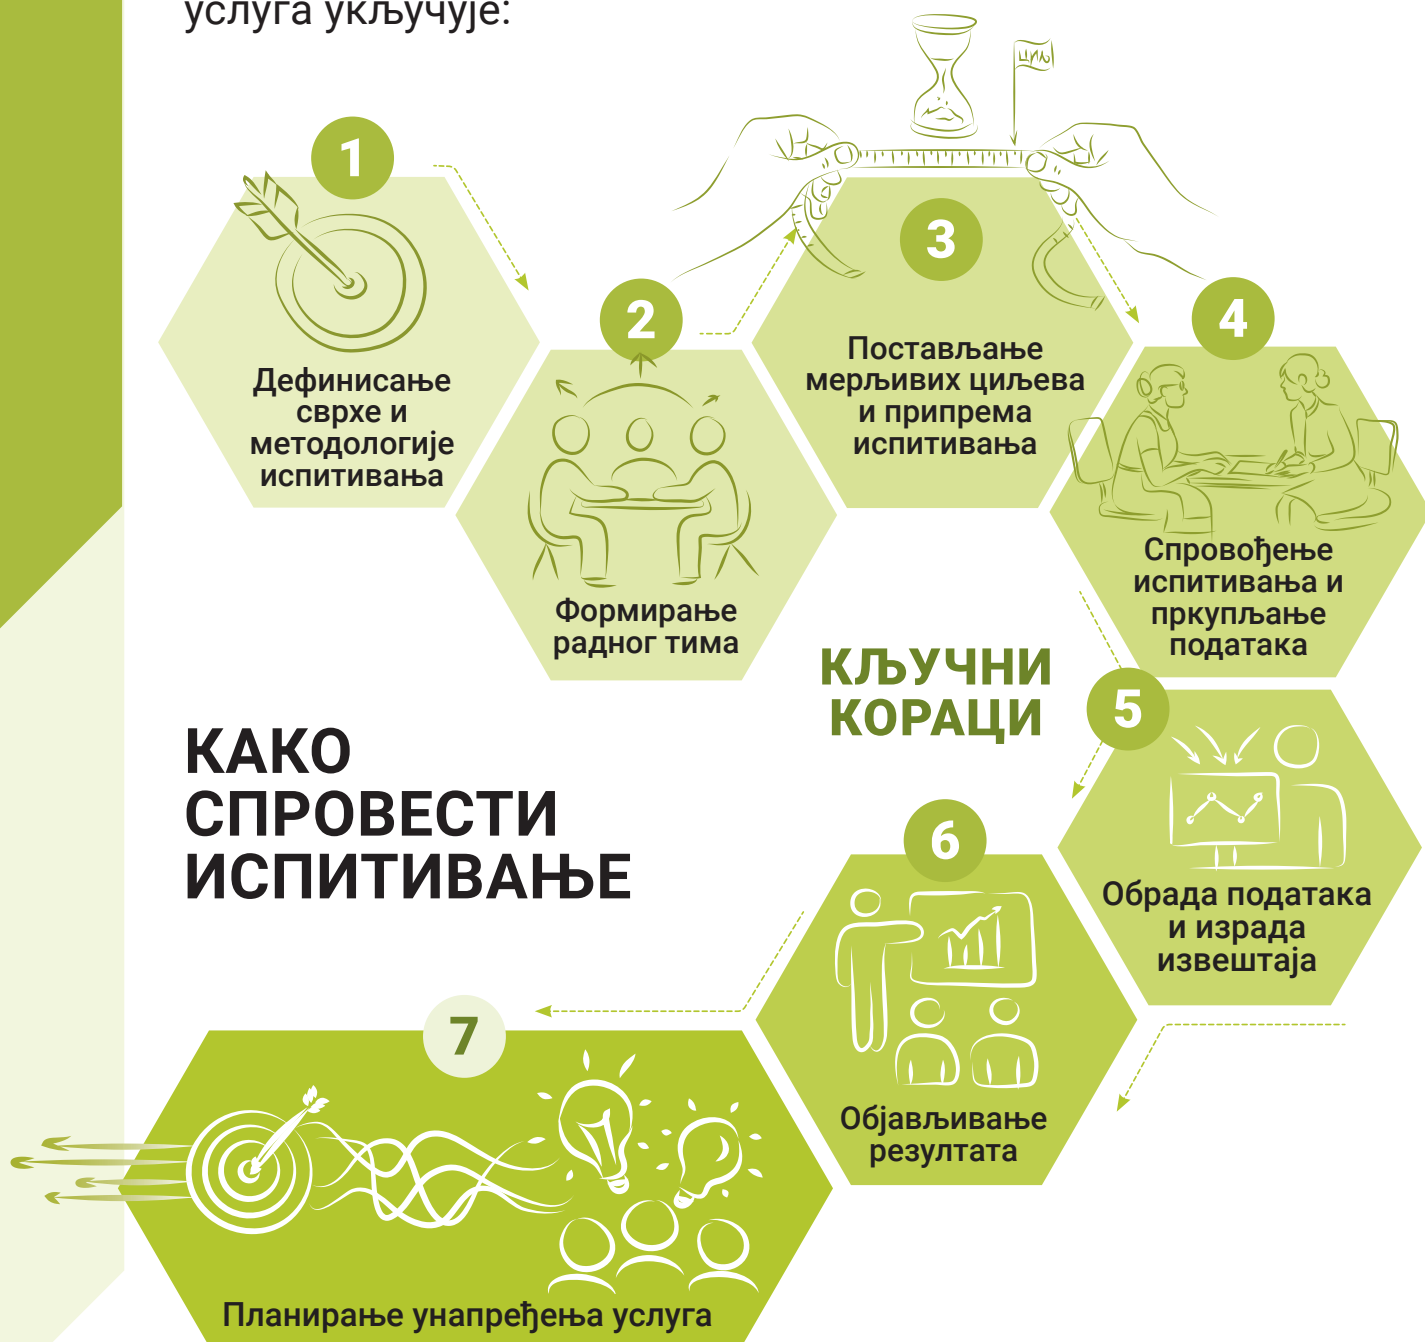 услуга укључује:
циљ
1
Дефинисање
сврхе и
методологије
испитивања
2
Формирање
радног тима
3
Постављање
мерљивих циљева
и припрема
испитивања
4
Спровођење
испитивања и
пркупљање
података
КЉУЧНИ
КОРАЦИ
КАКО
СПРОВЕСТИ
ИСПИТИВАЊЕ
5
Обрада података
и израда
извештаја
6
Објављивање
резултата
7
Планирање унапређења услуга